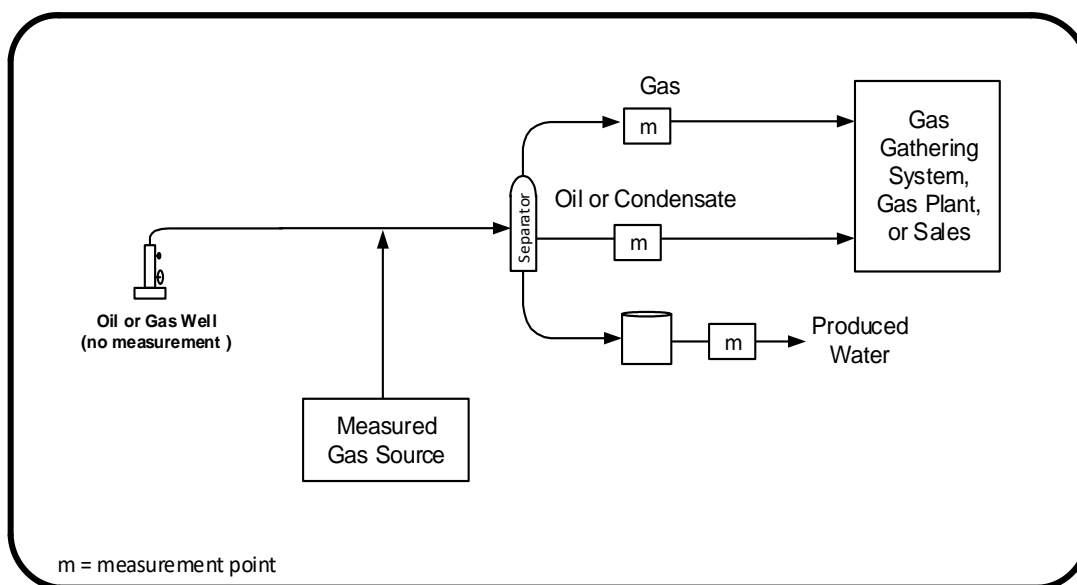 Gas
m
Gas
Gathering
System,
Gas Plant,
or Sales
Separator
Oil or Condensate
m
Oil or Gas Well
(no measurement )
m
Produced
Water
Measured
Gas Source
m = measurement point